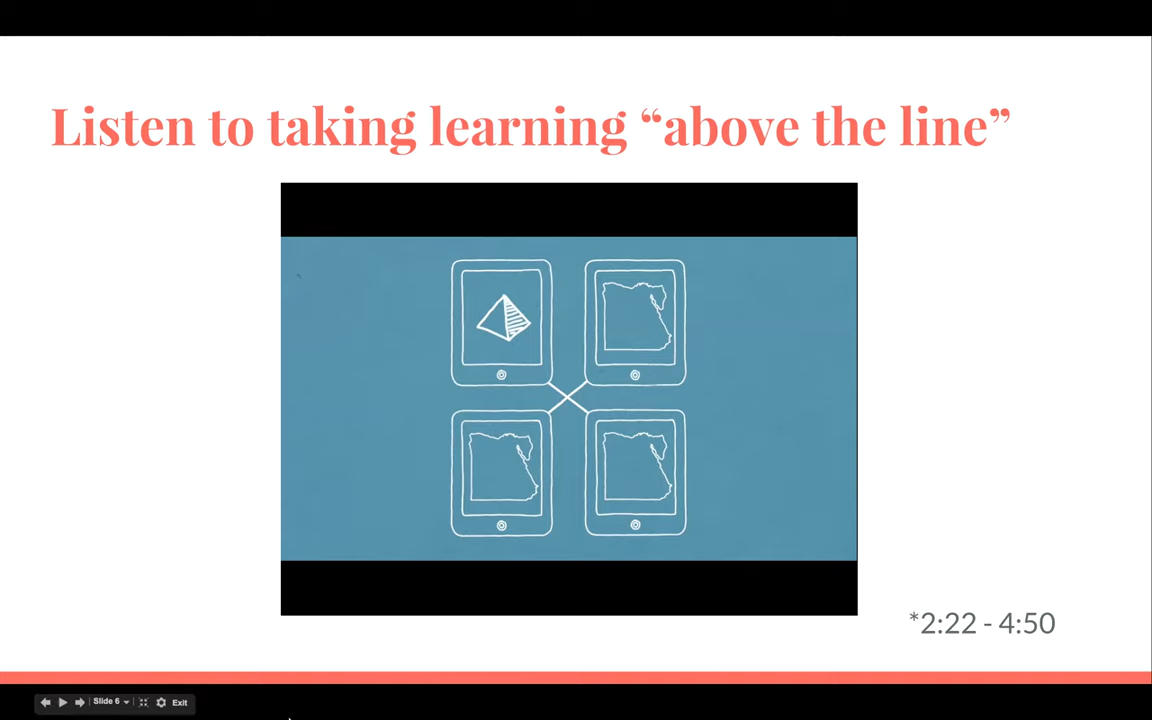 Listen to taking learning “above the line”
*2:22 - 4:50
Slide 6
Exit